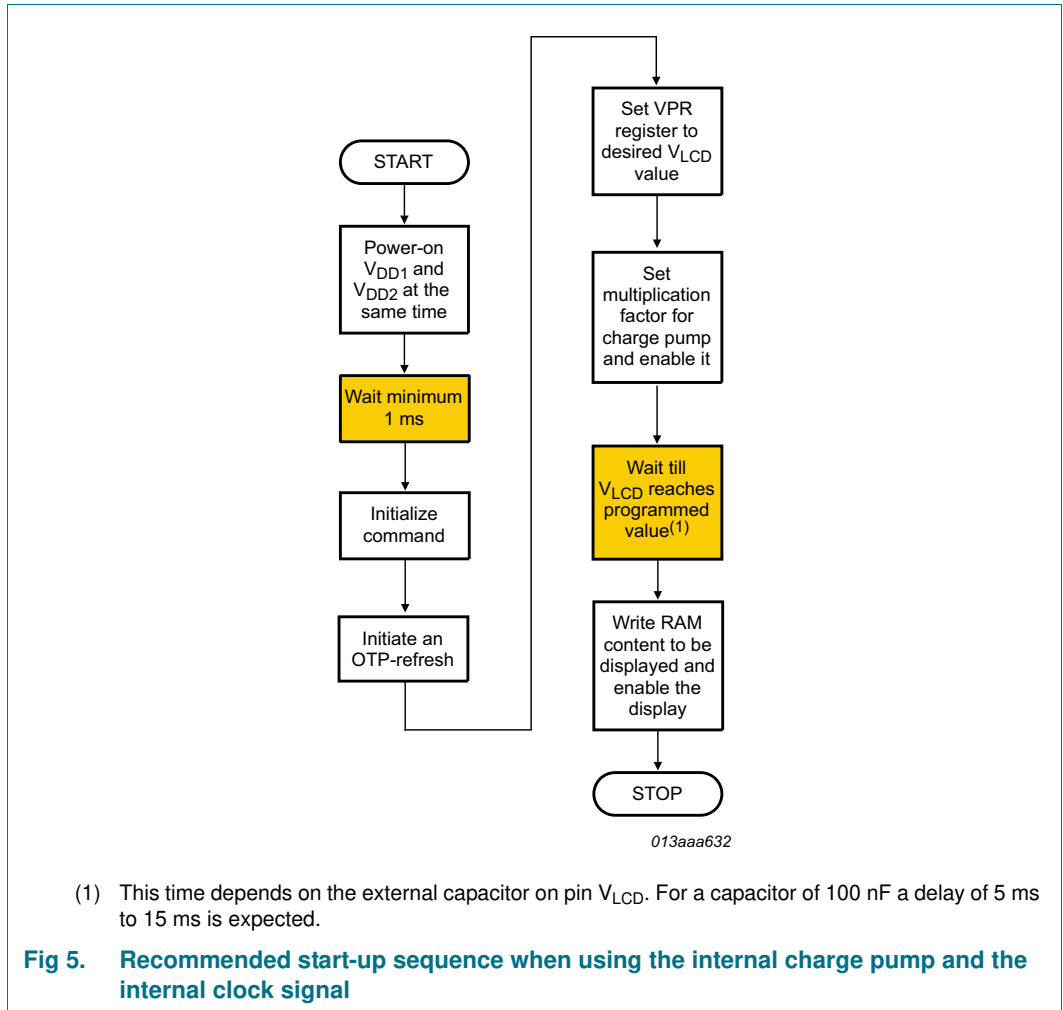 START
Power-on
VDD1 and
VDD2 at the
same time
Wait minimum
1 ms
Initialize
command
Initiate an
OTP-refresh
Set VPR
register to
desired VLCD
value
Set
multiplication
factor for
charge pump
and enable it
Wait till
VLCD reaches
programmed
value(1)
Write RAM
content to be
displayed and
enable the
display
STOP
013aaa632
(1) This time depends on the external capacitor on pin VLCD. For a capacitor of 100 nF a delay of 5 ms
to 15 ms is expected.
Fig 5. Recommended start-up sequence when using the internal charge pump and the
internal clock signal